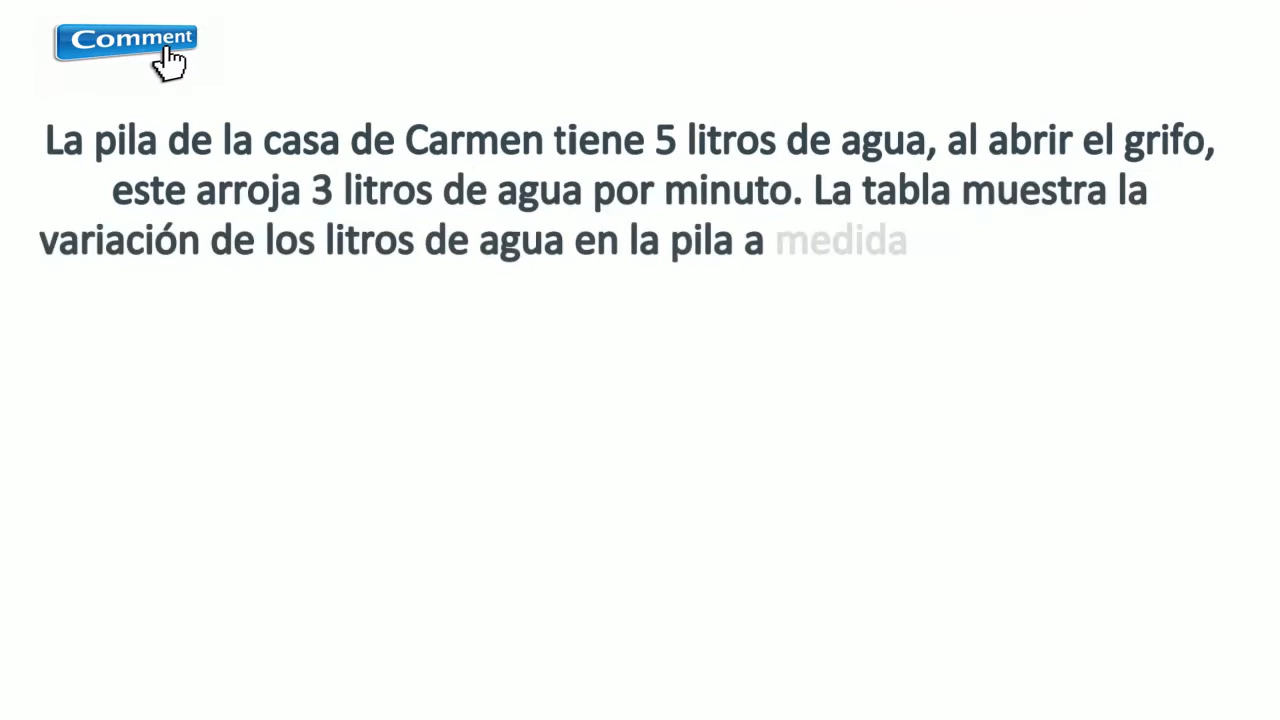 Comment
La pila de la casa de Carmen tiene 5 litros de agua, al abrir el grifo,
este arroja 3 litros de agua por minuto. La tabla muestra la
variación de los litros de agua en la pila a medida